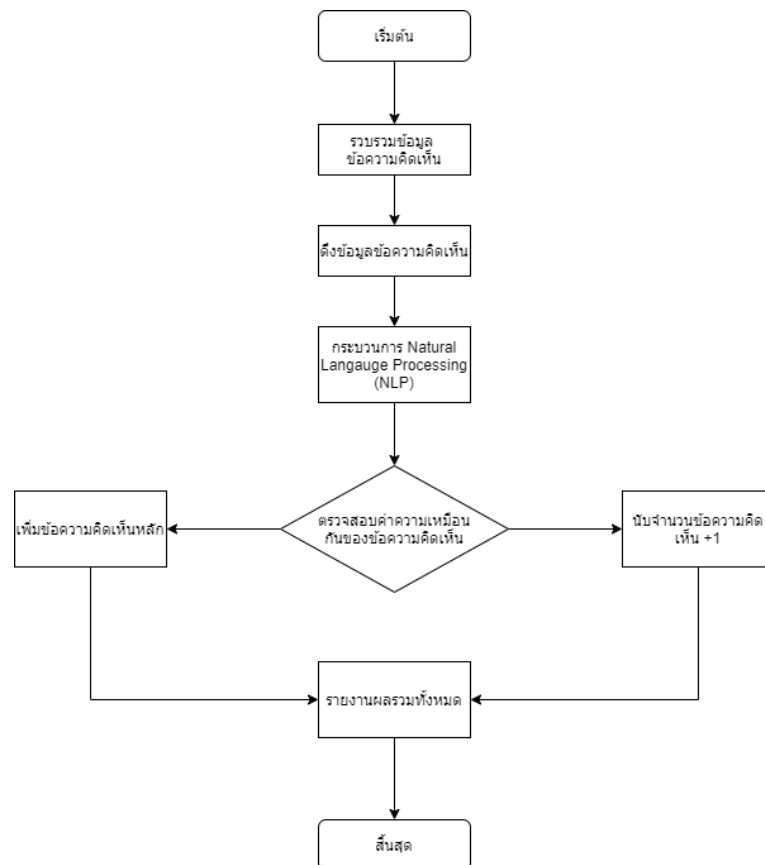 เริ่มต้น
รวบรวมข้อมูล
ข้อความคิดเห็น
ดึงข้อมูลข้อความคิดเห็น
กระบวนการ Natural
Langauge Processing
(NLP)
เพิ่มข้อความคิดเห็นหลัก
ตรวจสอบค่าความเหมือน
กันของข้อความคิดเห็น
นับจำนวนข้อความคิด
เห็น +1
รายงานผลรวมทั้งหมด
สิ้นสุด